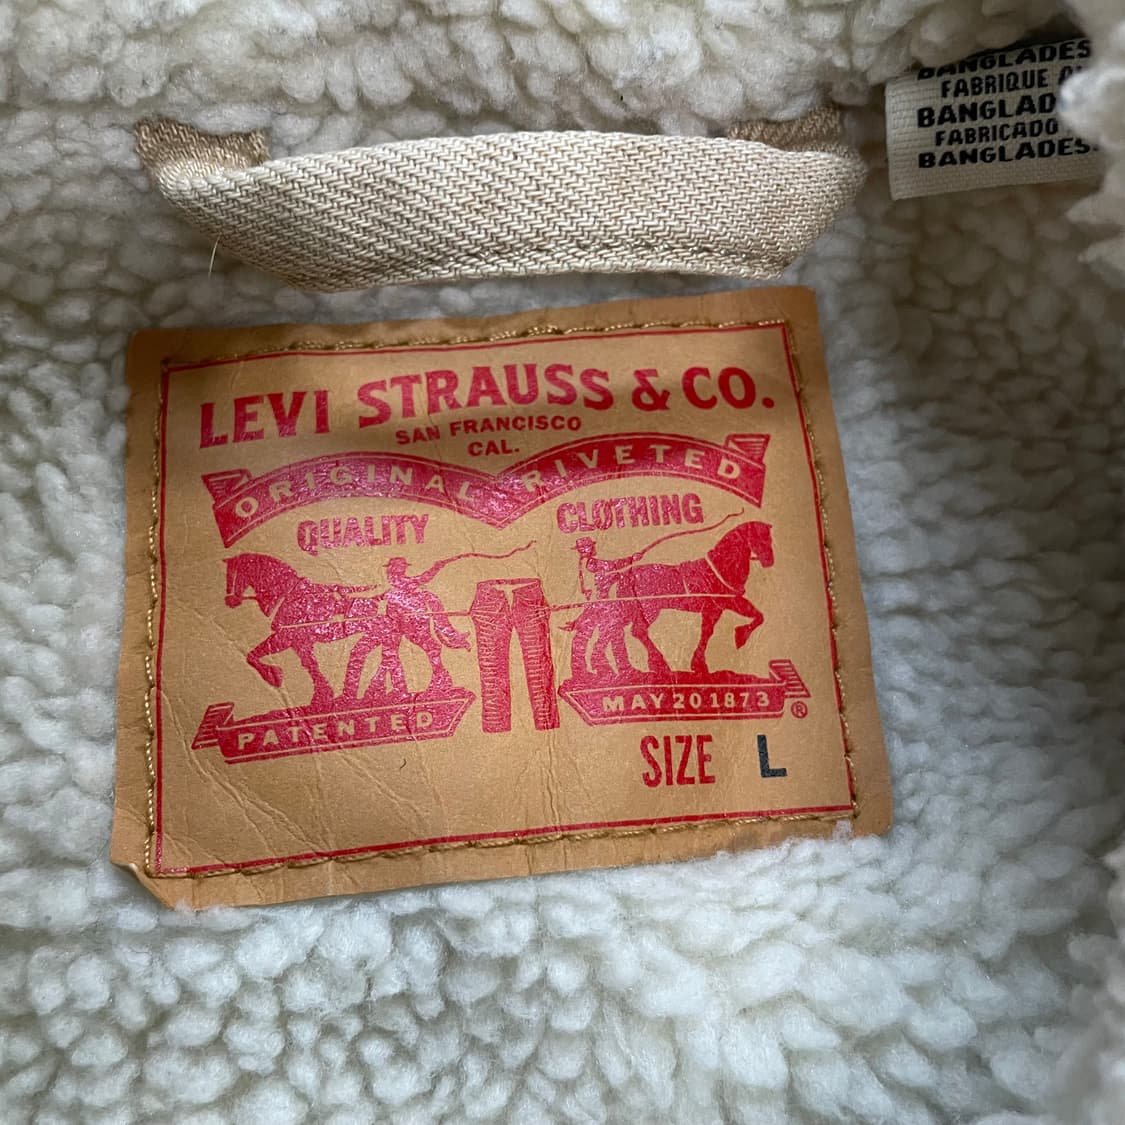 BANGLADES
FABRIQUE
BANGLAD
FABRICADO
BANGLADES
LEVI STRAUSS & CO.
SAN FRANCISCO
CAL.
ORIGINAL RIVETED
QUALITY CLOTHING
PATENTED MAY 20 1873 ®
SIZE L